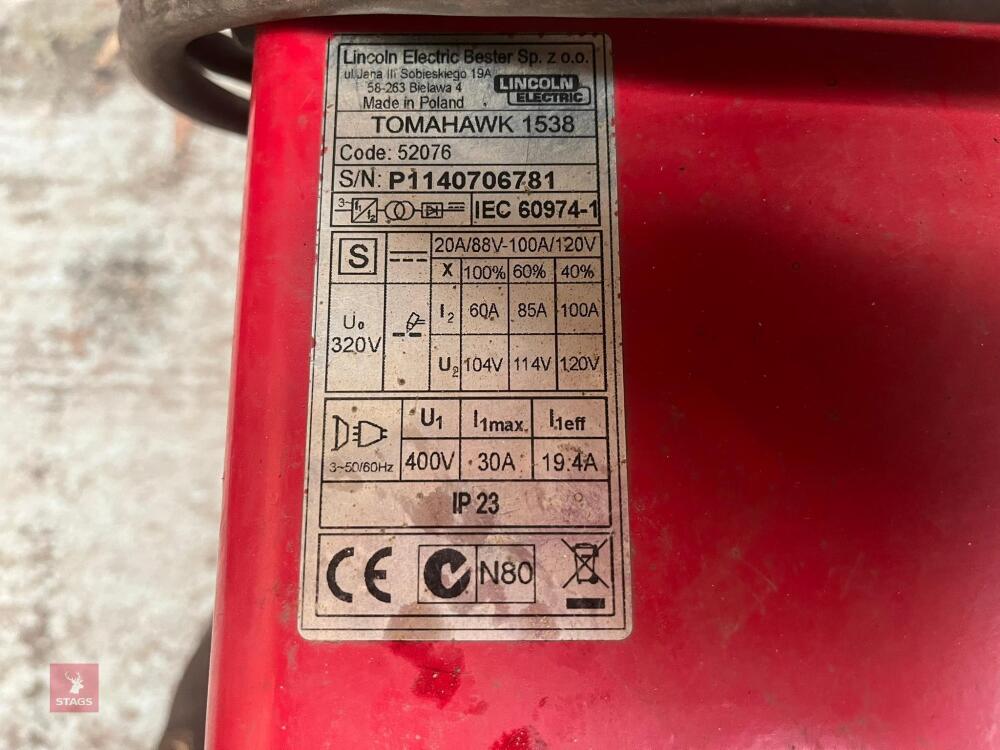 Lincoln Electric Bester Sp. z o.o.
ul.Jana III Sobieskiego 19A
58-263 Bielawa 4
Made in Poland
LINCOLN
ELECTRIC
TOMAHAWK 1538
Code: 52076
S/N: P1140706781
3~ f1/f2 IEC 60974-1
S 20A/88V-100A/120V
X 100% 60% 40%
U₀ 320V
I2 60A 85A 100A
U2 104V 114V 120V
U1 I1max. I1eff
3~50/60Hz 400V 30A 19.4A
IP 23
CE N80
STAGS